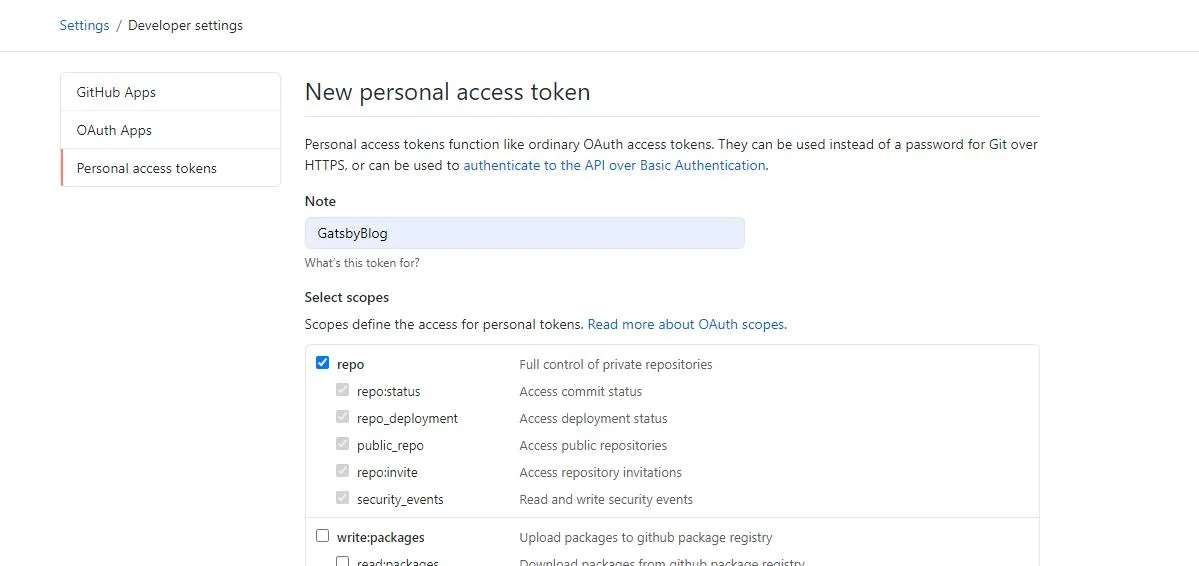 Settings / Developer settings
GitHub Apps
OAuth Apps
Personal access tokens
New personal access token
Personal access tokens function like ordinary OAuth access tokens. They can be used instead of a password for Git over
HTTPS, or can be used to authenticate to the API over Basic Authentication.
Note
GatsbyBlog
What's this token for?
Select scopes
Scopes define the access for personal tokens. Read more about OAuth scopes.
repo Full control of private repositories
repo:status Access commit status
repo_deployment Access deployment status
public_repo Access public repositories
repo:invite Access repository invitations
security_events Read and write security events
write:packages Upload packages to github package registry
read:packages Download packages from github package registry